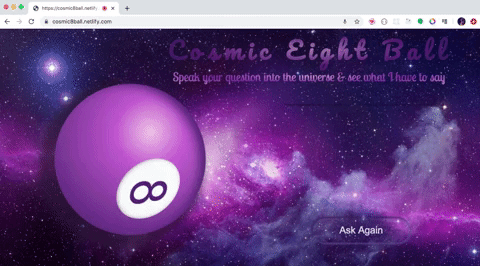 https://cosmic8ball.netlify.com
cosmic8ball.netlify.com
Cosmic Eight Ball
Speak your question into the universe & see what I have to say
8
Ask Again